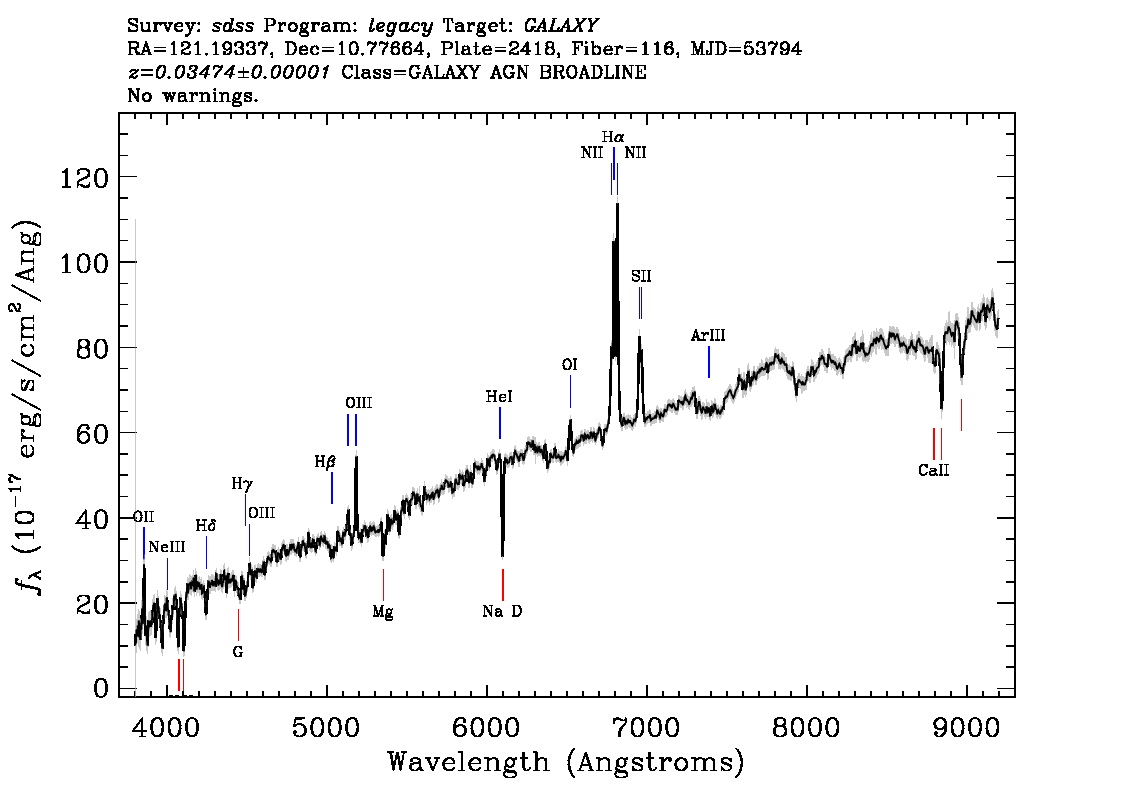 Survey: sdss Program: legacy Target: GALAXY
RA=121.19337, Dec=10.77664, Plate=2418, Fiber=116, MJD=53794
z=0.03474±0.00001 Class=GALAXY AGN BROADLINE
No warnings.
Hα
NII NII
120
100
SII
80
ArIII
OI
HeI
OIII
60
Hβ
CaII
Hγ
OIII
40
OII
Hδ
NeIII
20
Mg
Na D
G
0
4000 5000 6000 7000 8000 9000
Wavelength (Angstroms)
fλ (10⁻¹⁷ erg/s/cm²/Ang)